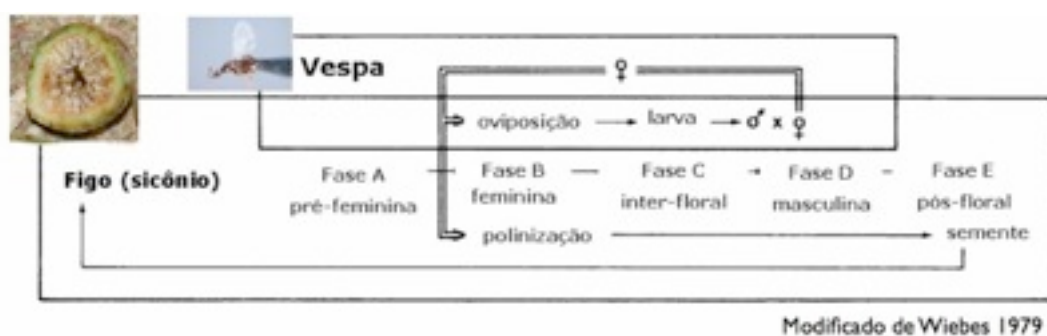 Vespa
♀
oviposição → larva → ♂ x ♀
Figo (sicônio)
Fase A
pré-feminina
Fase B
feminina
Fase C
inter-floral
Fase D
masculina
Fase E
pós-floral
polinização → semente
Modificado de Wiebes 1979